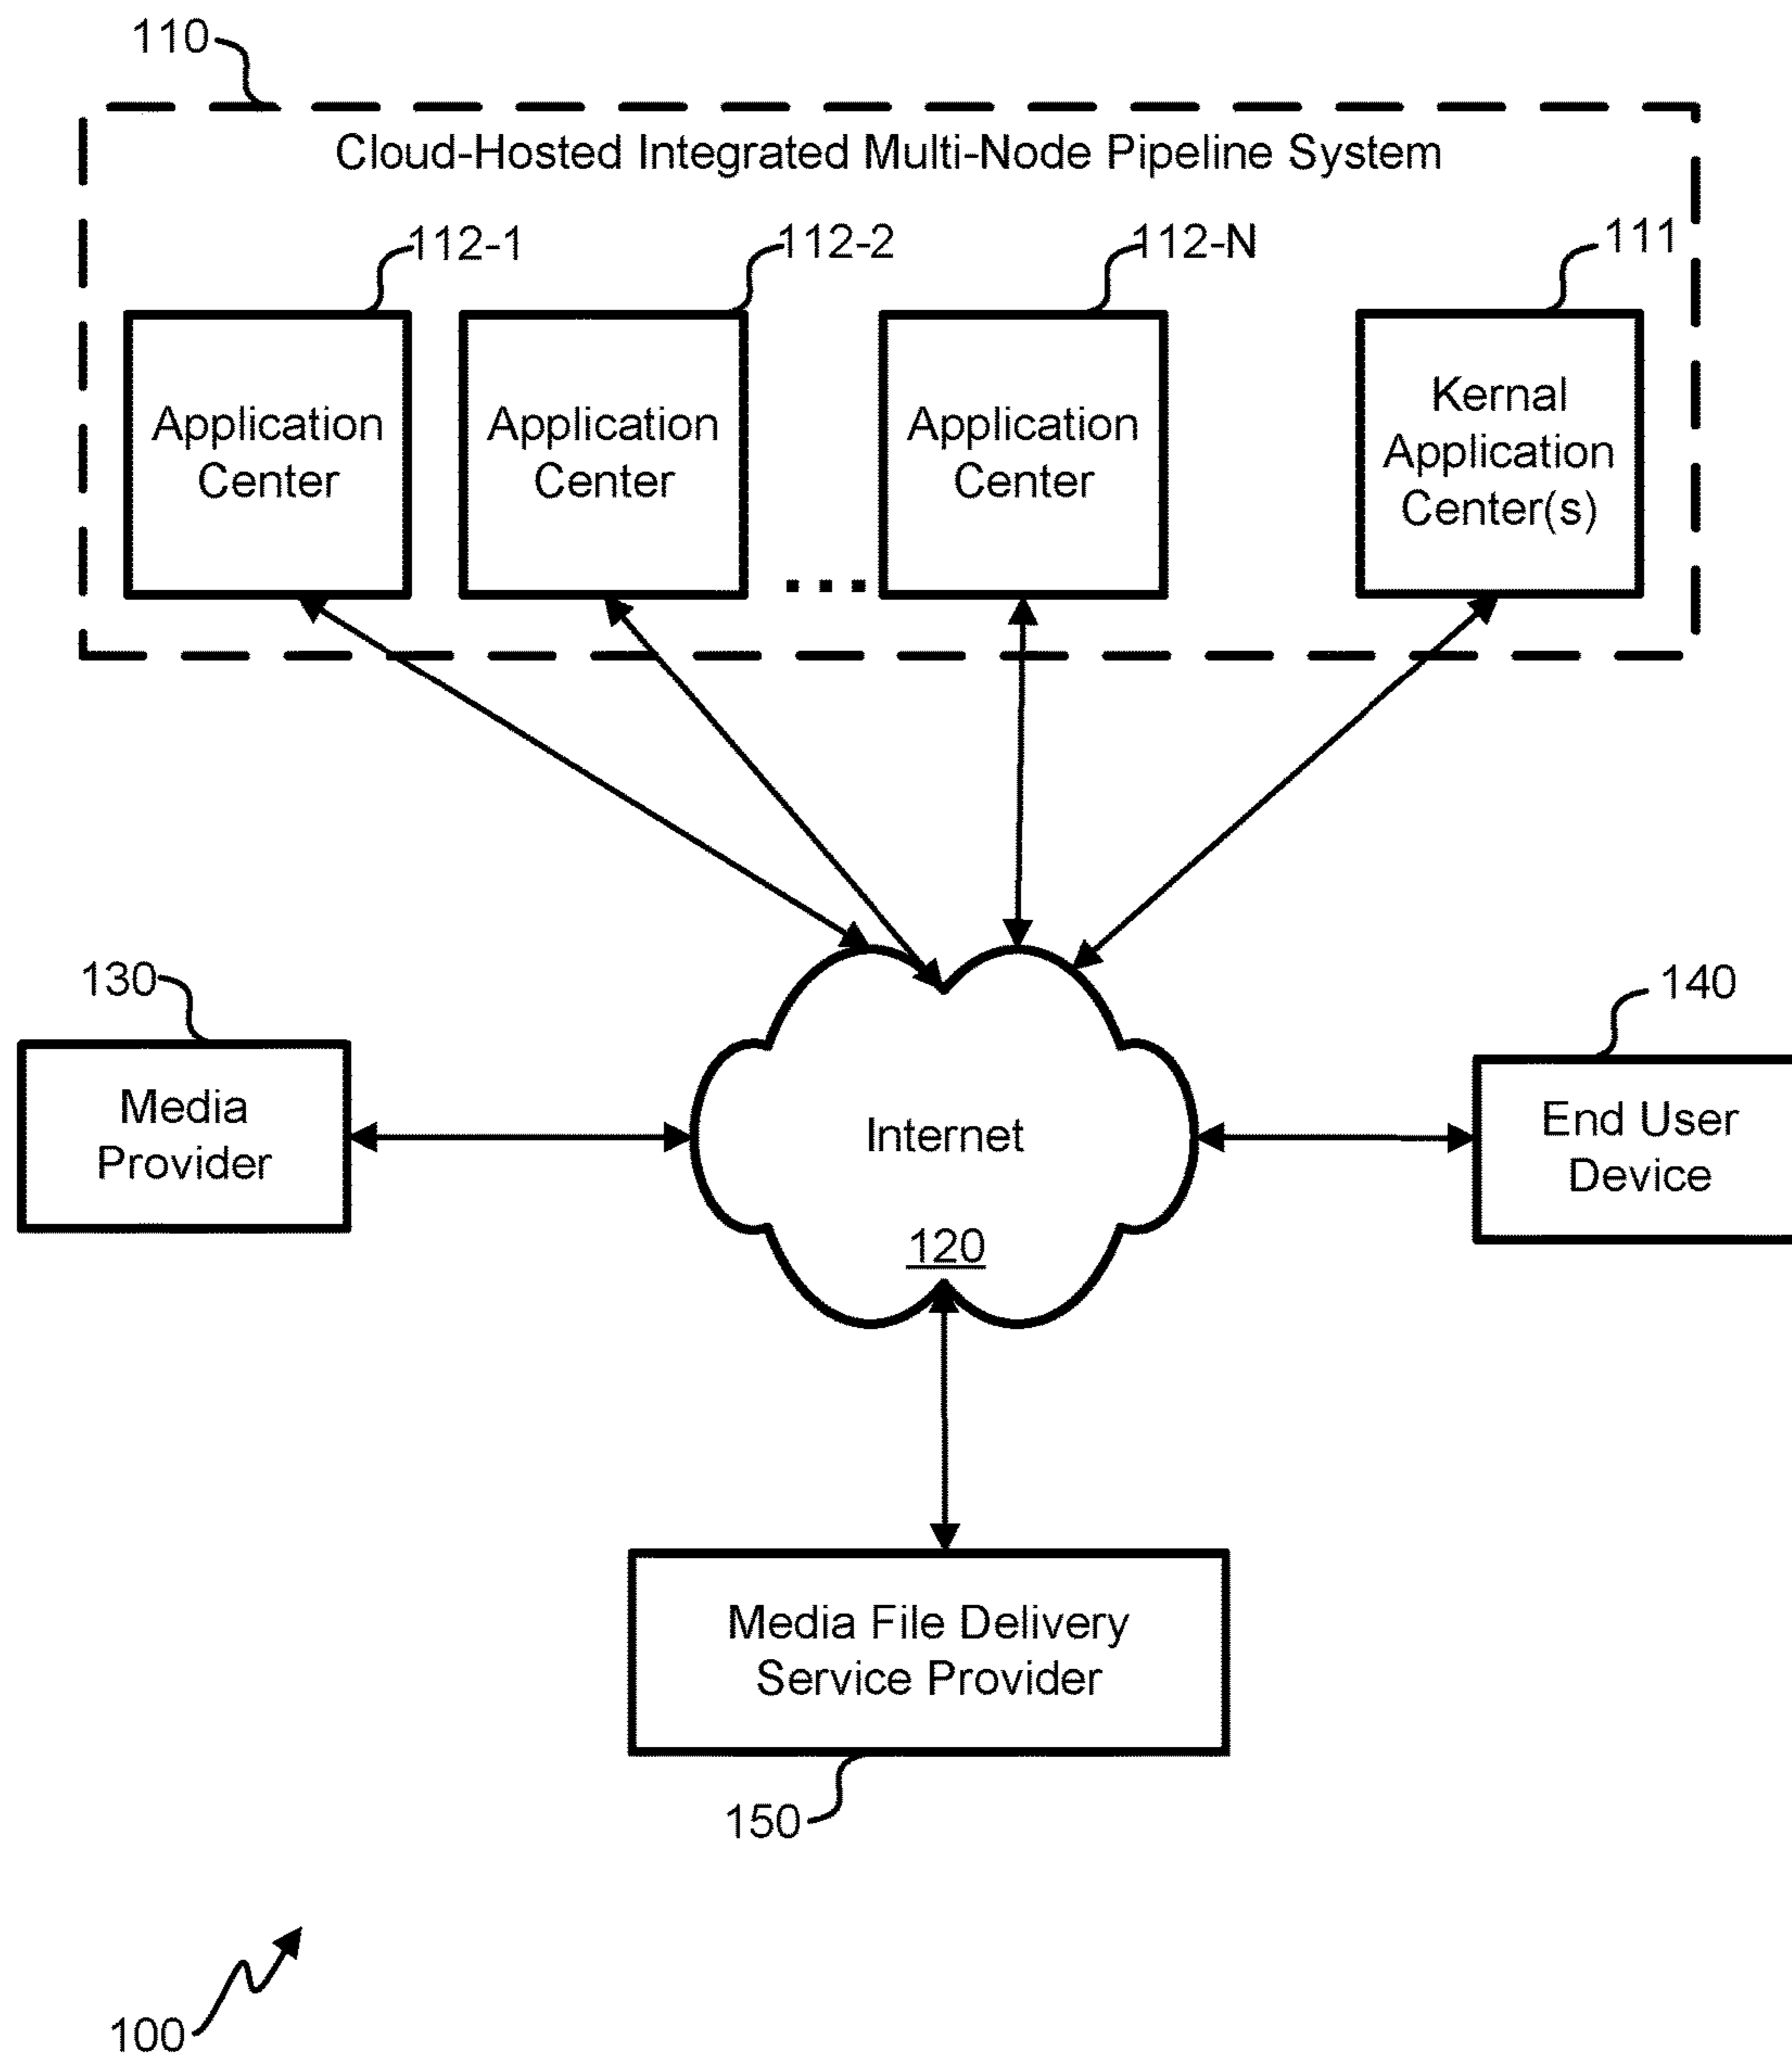 110
Cloud-Hosted Integrated Multi-Node Pipeline System
112-1
112-2
112-N
111
Application
Center
Application
Center
...
Application
Center
Kernal
Application
Center(s)
130
140
Media
Provider
Internet
120
End User
Device
Media File Delivery
Service Provider
150
100